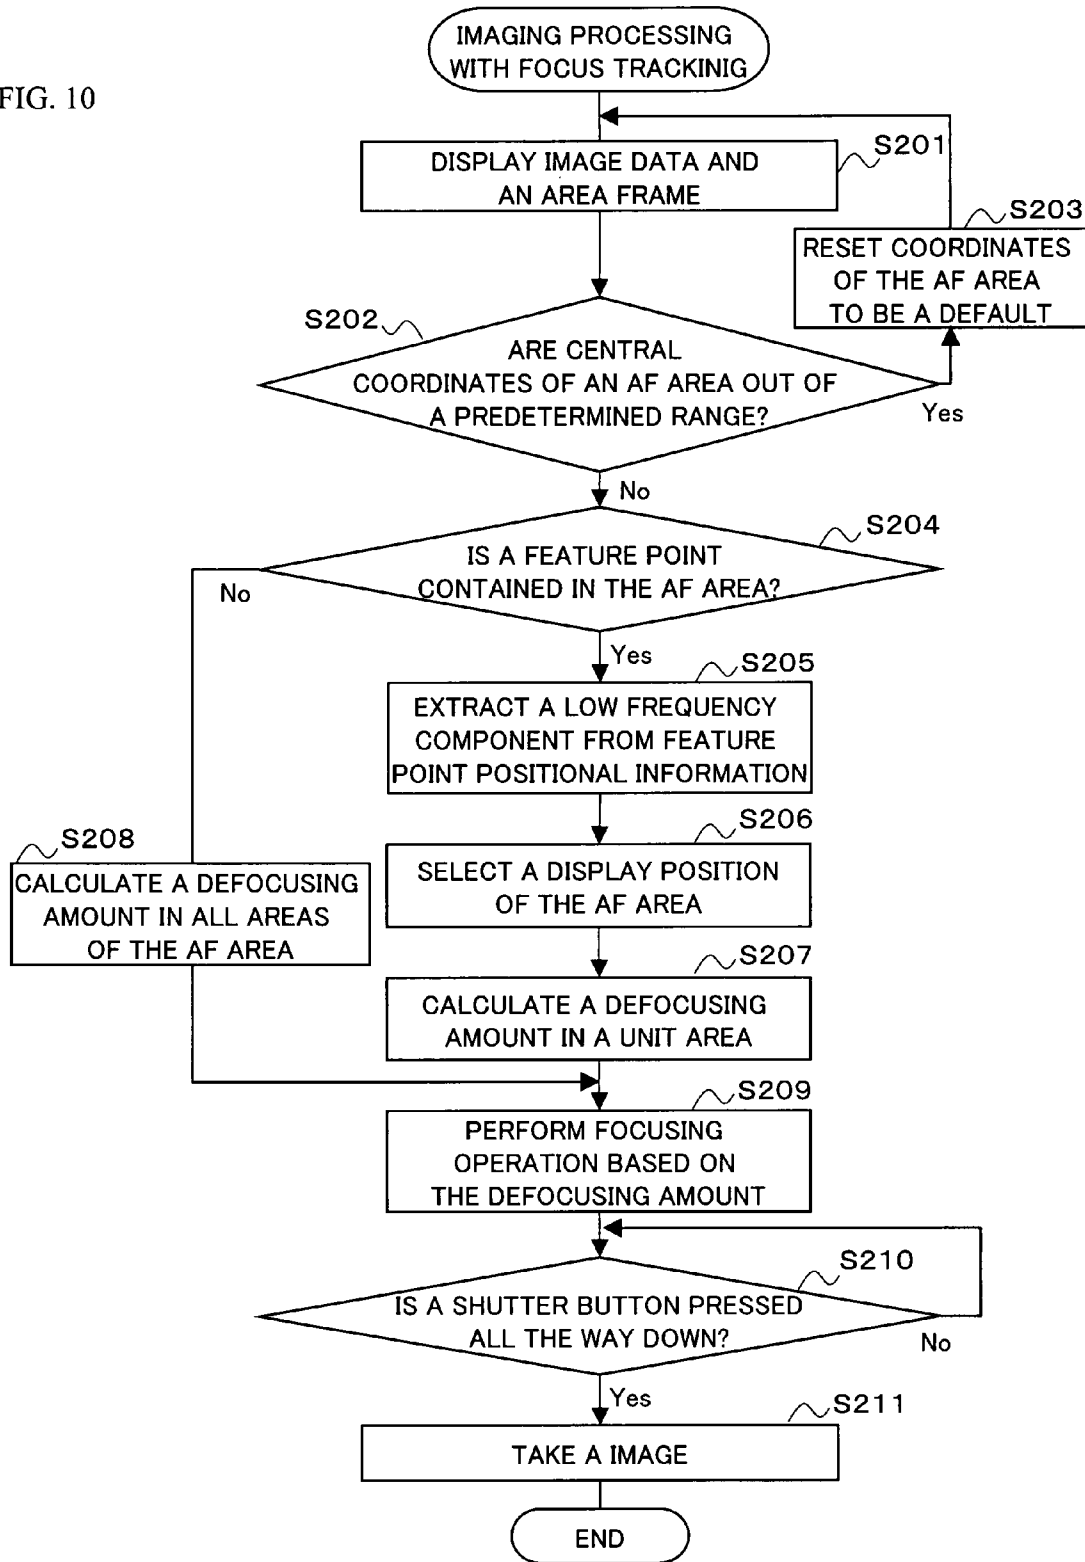 FIG. 10
IMAGING PROCESSING
WITH FOCUS TRACKINIG
S201
DISPLAY IMAGE DATA AND
AN AREA FRAME
S203
RESET COORDINATES
OF THE AF AREA
TO BE A DEFAULT
S202
ARE CENTRAL
COORDINATES OF AN AF AREA OUT OF
A PREDETERMINED RANGE?
Yes
No
S204
IS A FEATURE POINT
CONTAINED IN THE AF AREA?
No
Yes
S205
EXTRACT A LOW FREQUENCY
COMPONENT FROM FEATURE
POINT POSITIONAL INFORMATION
S206
SELECT A DISPLAY POSITION
OF THE AF AREA
S208
CALCULATE A DEFOCUSING
AMOUNT IN ALL AREAS
OF THE AF AREA
S207
CALCULATE A DEFOCUSING
AMOUNT IN A UNIT AREA
S209
PERFORM FOCUSING
OPERATION BASED ON
THE DEFOCUSING AMOUNT
S210
IS A SHUTTER BUTTON PRESSED
ALL THE WAY DOWN?
No
Yes
S211
TAKE A IMAGE
END